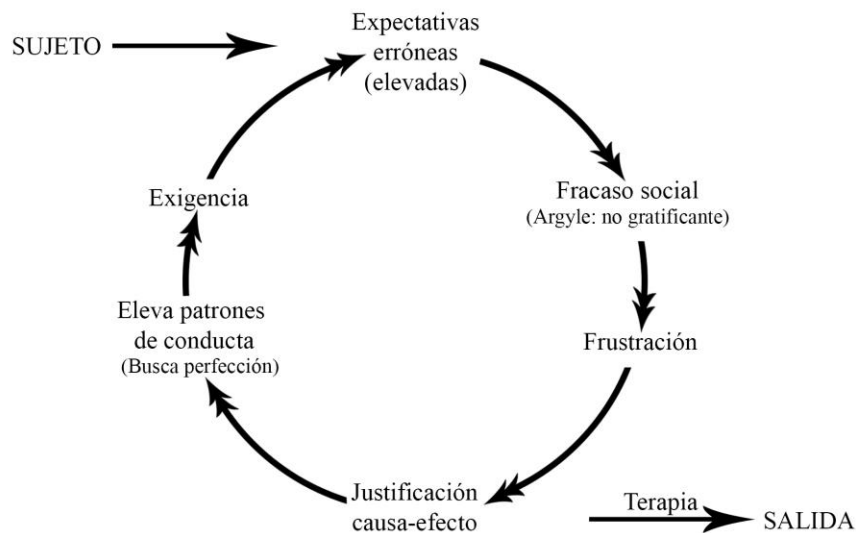 SUJETO
Expectativas
erróneas
(elevadas)
Fracaso social
(Argyle: no gratificante)
Frustración
Justificación
causa-efecto
Eleva patrones
de conducta
(Busca perfección)
Exigencia
Terapia
SALIDA